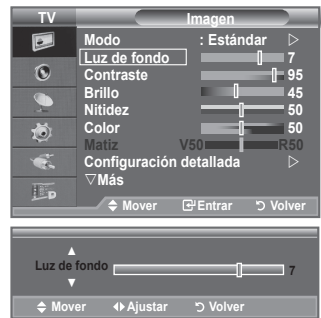 TV Imagen
Modo : Estándar ▷
Luz de fondo 7
Contraste 95
Brillo 45
Nitidez 50
Color 50
Matiz V50 R50
Configuración detallada ▷
▽Más
Mover Entrar Volver
▲
Luz de fondo 7
▼
Mover Ajustar Volver